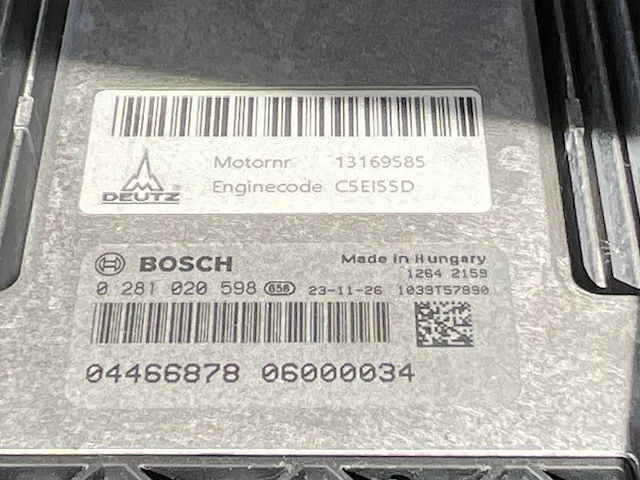 Motornr 13169585
DEUTZ
Enginecode C5EI55D
BOSCH
Made in Hungary
1264 2159
0 281 020 598 658 23-11-26 1039T57890
04466878 06000034